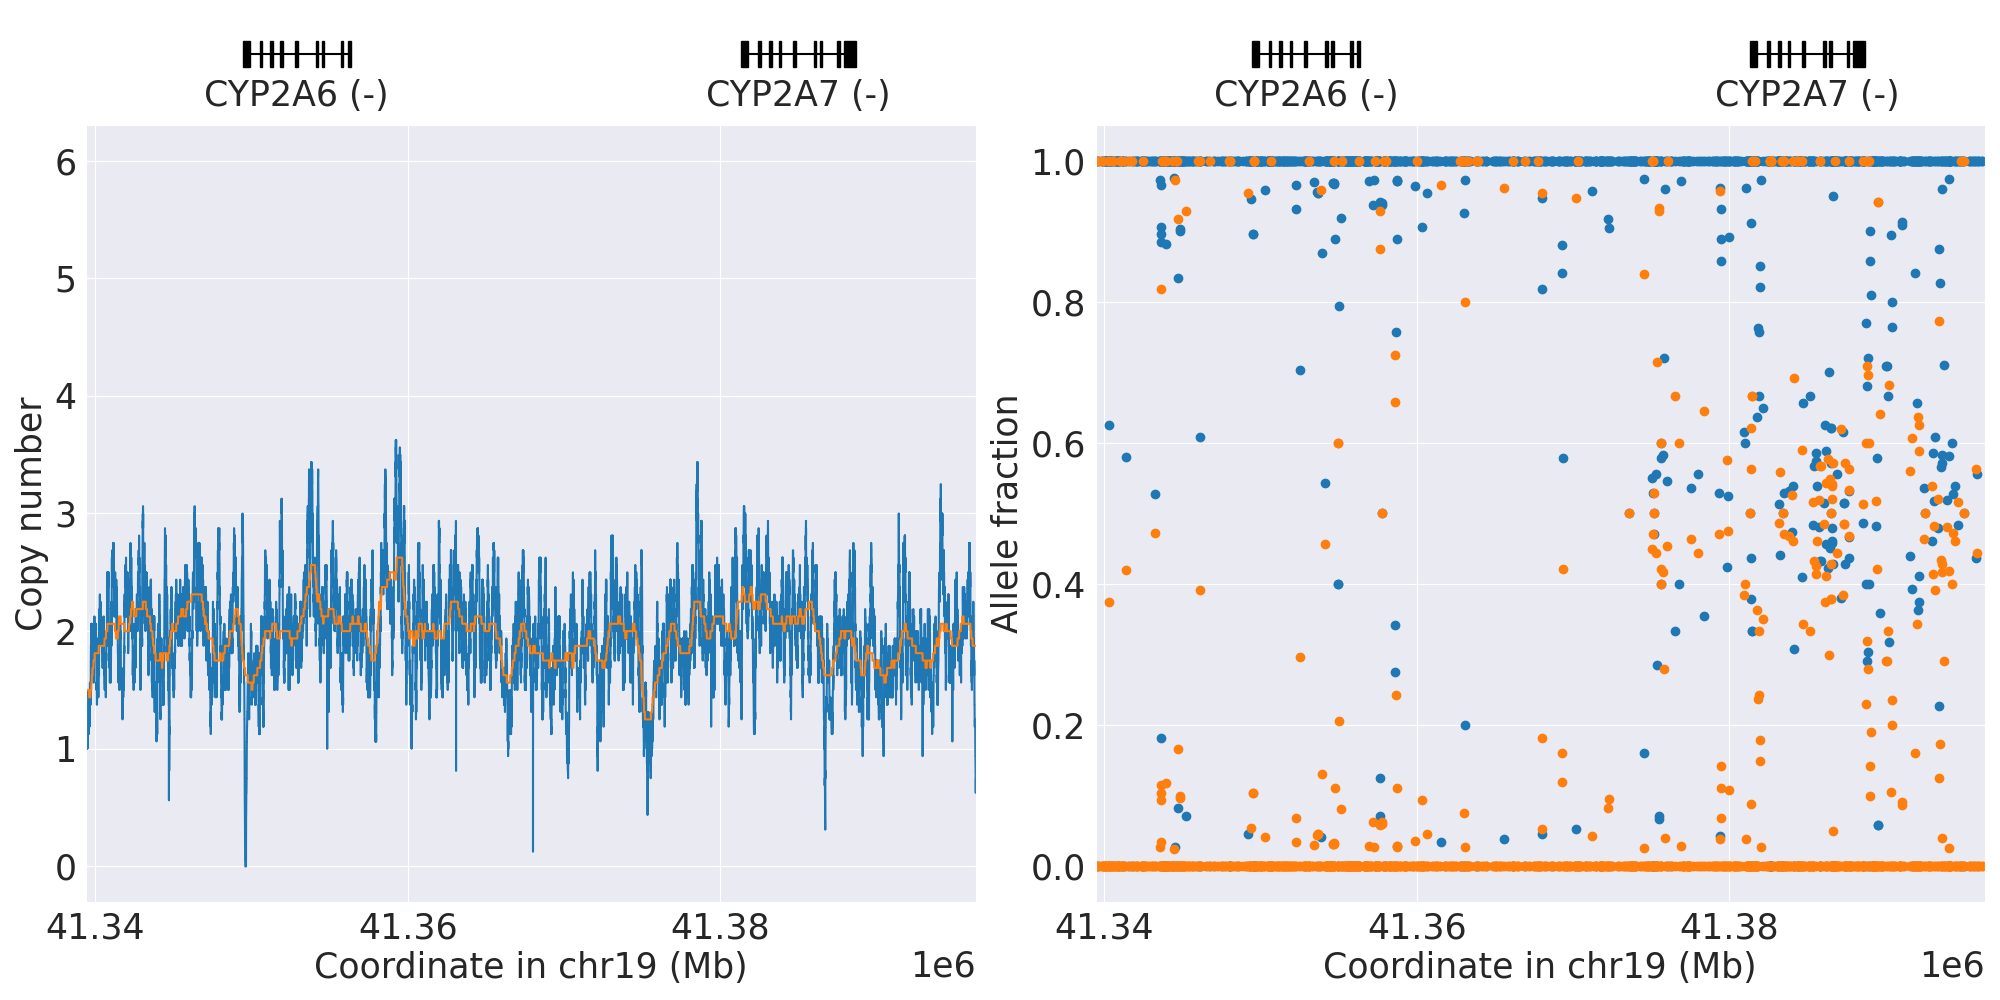 CYP2A6 (-)
CYP2A7 (-)
6
5
4
3
2
1
0
Copy number
41.34
41.36
41.38
Coordinate in chr19 (Mb)
1e6
CYP2A6 (-)
CYP2A7 (-)
1.0
0.8
0.6
0.4
0.2
0.0
Allele fraction
41.34
41.36
41.38
Coordinate in chr19 (Mb)
1e6